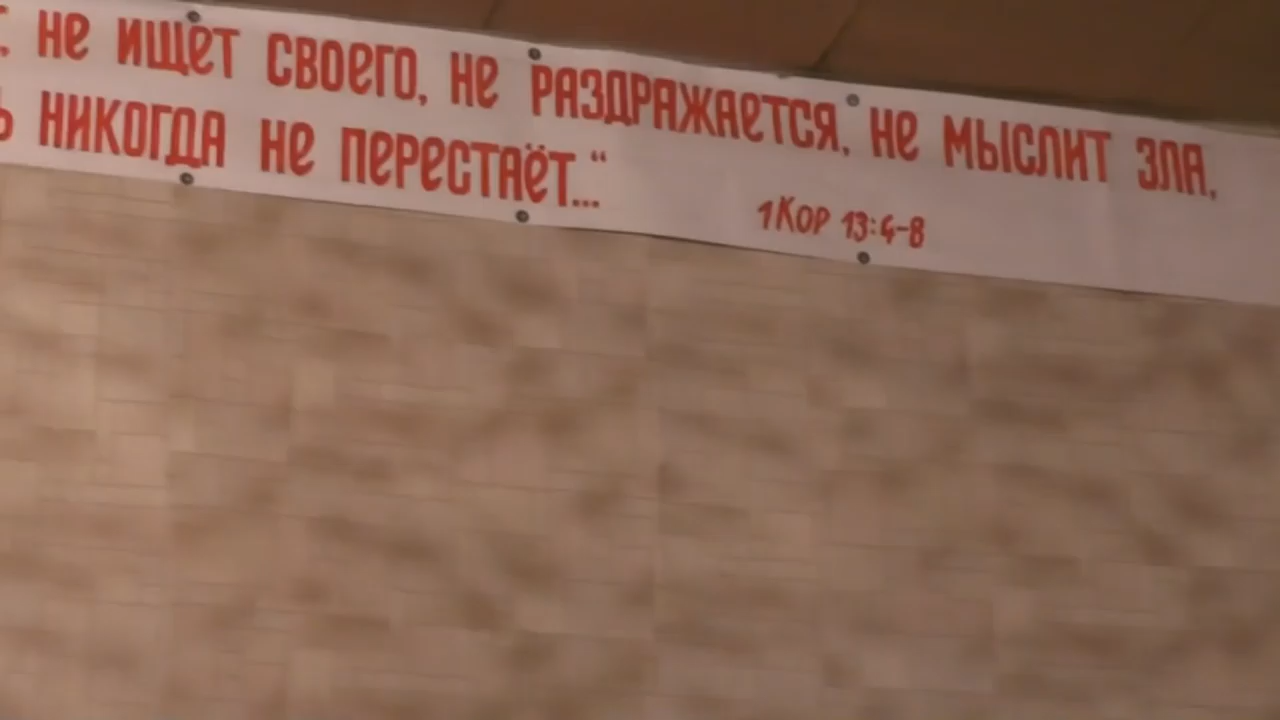 не ищет своего, не раздражается, не мыслит зла,
никогда не перестаёт..."
1Кор 13:4-8